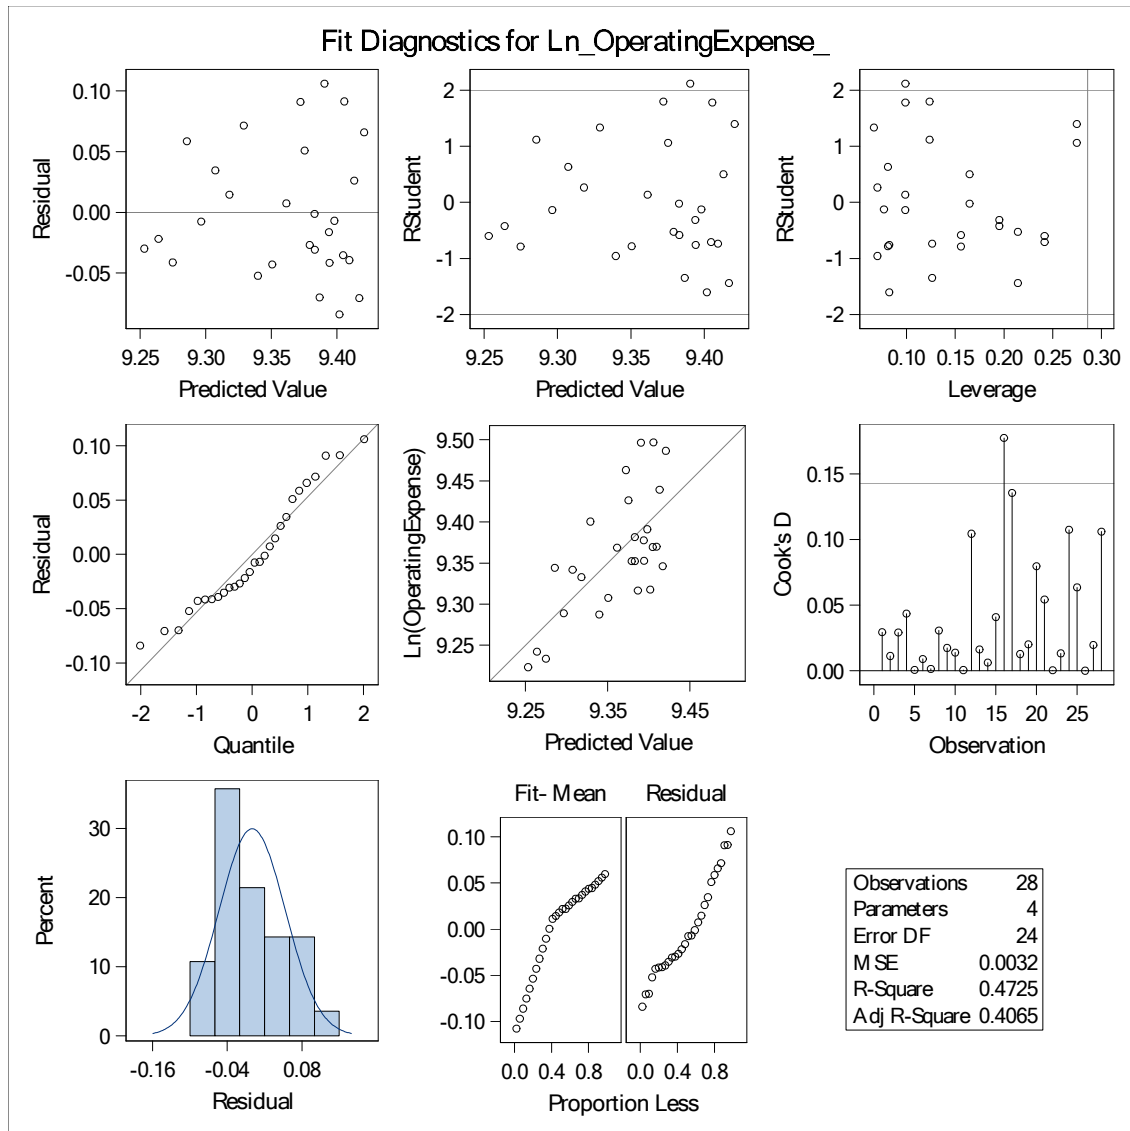 Fit Diagnostics for Ln_OperatingExpense_
0.10
0.05
0.00
-0.05
Residual
9.25 9.30 9.35 9.40
Predicted Value
2
1
0
-1
-2
RStudent
9.25 9.30 9.35 9.40
Predicted Value
2
1
0
-1
-2
RStudent
0.10 0.15 0.20 0.25 0.30
Leverage
0.10
0.05
0.00
-0.05
-0.10
Residual
-2 -1 0 1 2
Quantile
9.50
9.45
9.40
9.35
9.30
9.25
Ln(OperatingExpense)
9.25 9.35 9.45
Predicted Value
0.15
0.10
0.05
0.00
Cook's D
0 5 10 15 20 25
Observation
30
20
10
0
Percent
-0.16 -0.04 0.08
Residual
Fit-Mean Residual
0.10
0.05
0.00
-0.05
-0.10
0.0 0.4 0.8 0.0 0.4 0.8
Proportion Less
Observations 28
Parameters 4
Error DF 24
MSE 0.0032
R-Square 0.4725
Adj R-Square 0.4065